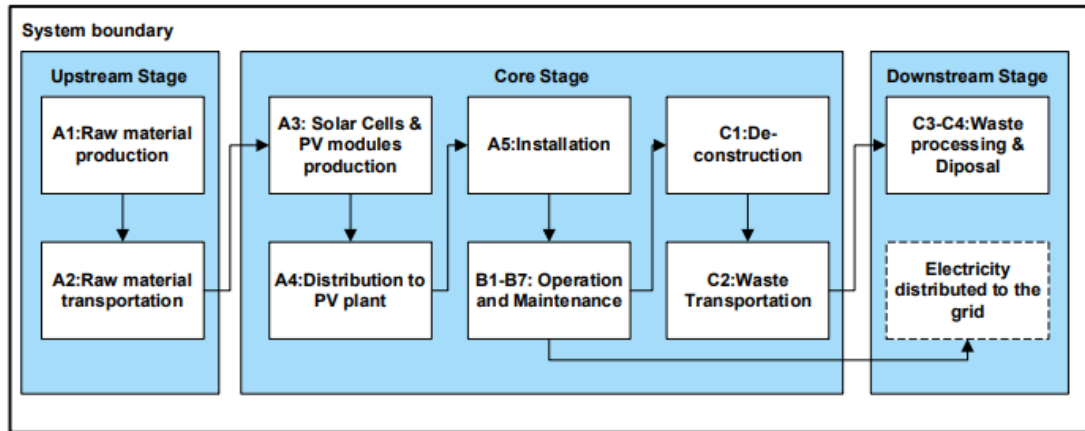 System boundary
Upstream Stage
A1:Raw material
production
A2:Raw material
transportation
Core Stage
A3: Solar Cells &
PV modules
production
A4:Distribution to
PV plant
A5:Installation
B1-B7: Operation
and Maintenance
C1:De-
construction
C2:Waste
Transportation
Downstream Stage
C3-C4:Waste
processing &
Diposal
Electricity
distributed to the
grid